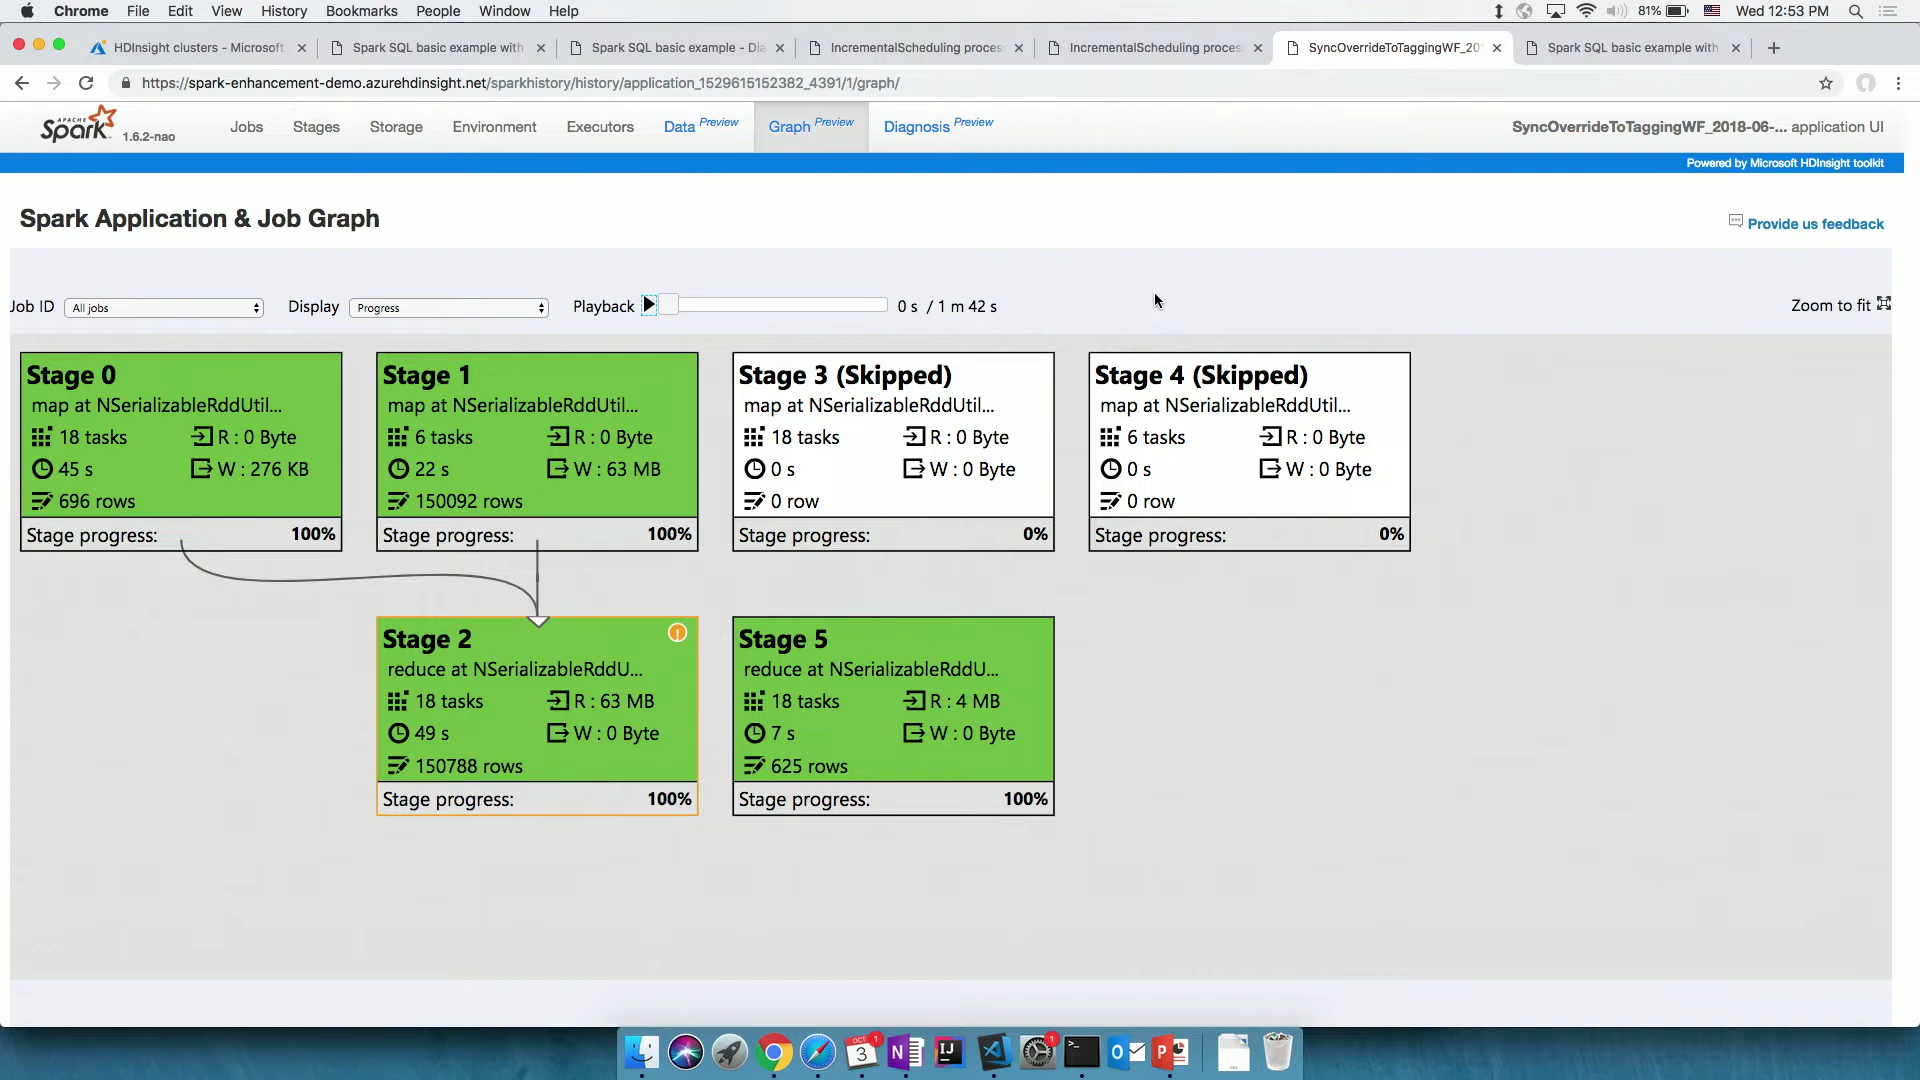 Chrome File Edit View History Bookmarks People Window Help 81% Wed 12:53 PM
HDInsight clusters - Microsoft Spark SQL basic example with Spark SQL basic example - Dia IncrementalScheduling proces IncrementalScheduling proces SyncOverrideToTaggingWF_20 Spark SQL basic example with
https://spark-enhancement-demo.azurehdinsight.net/sparkhistory/history/application_1529615152382_4391/1/graph/
APACHE Spark 1.6.2-nao Jobs Stages Storage Environment Executors Data Preview Graph Preview Diagnosis Preview SyncOverrideToTaggingWF_2018-06-... application UI
Powered by Microsoft HDInsight toolkit
Spark Application & Job Graph
Provide us feedback
Job ID All jobs Display Progress Playback 0 s / 1 m 42 s Zoom to fit
Stage 0
map at NSerializableRddUtil...
18 tasks R : 0 Byte
45 s W : 276 KB
696 rows
Stage progress: 100%
Stage 1
map at NSerializableRddUtil...
6 tasks R : 0 Byte
22 s W : 63 MB
150092 rows
Stage progress: 100%
Stage 3 (Skipped)
map at NSerializableRddUtil...
18 tasks R : 0 Byte
0 s W : 0 Byte
0 row
Stage progress: 0%
Stage 4 (Skipped)
map at NSerializableRddUtil...
6 tasks R : 0 Byte
0 s W : 0 Byte
0 row
Stage progress: 0%
Stage 2
reduce at NSerializableRddU...
18 tasks R : 63 MB
49 s W : 0 Byte
150788 rows
Stage progress: 100%
Stage 5
reduce at NSerializableRddU...
18 tasks R : 4 MB
7 s W : 0 Byte
625 rows
Stage progress: 100%
OCT 3 1 N IJ 1 O P